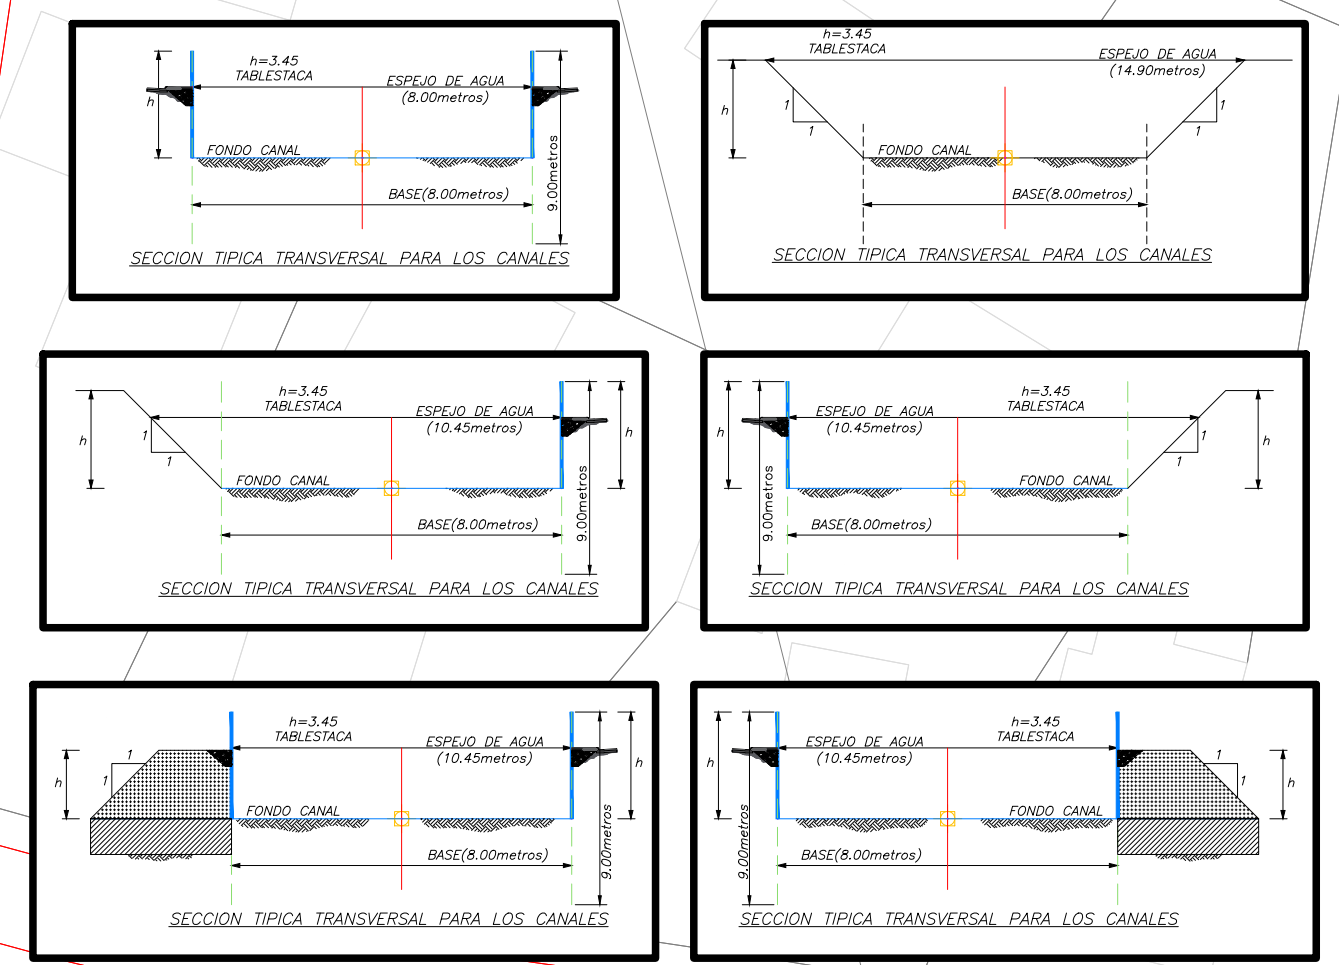 h=3.45
TABLESTACA
ESPEJO DE AGUA
(8.00metros)
h
FONDO CANAL
9.00metros
BASE(8.00metros)
SECCION TIPICA TRANSVERSAL PARA LOS CANALES
h=3.45
TABLESTACA
ESPEJO DE AGUA
(14.90metros)
h
1
1
1
1
FONDO CANAL
BASE(8.00metros)
SECCION TIPICA TRANSVERSAL PARA LOS CANALES
h=3.45
TABLESTACA
ESPEJO DE AGUA
(10.45metros)
h
1
1
h
FONDO CANAL
9.00metros
BASE(8.00metros)
SECCION TIPICA TRANSVERSAL PARA LOS CANALES
h=3.45
TABLESTACA
ESPEJO DE AGUA
(10.45metros)
h
1
1
h
FONDO CANAL
9.00metros
BASE(8.00metros)
SECCION TIPICA TRANSVERSAL PARA LOS CANALES
h=3.45
TABLESTACA
ESPEJO DE AGUA
(10.45metros)
1
1
h
h
FONDO CANAL
9.00metros
BASE(8.00metros)
SECCION TIPICA TRANSVERSAL PARA LOS CANALES
h=3.45
TABLESTACA
ESPEJO DE AGUA
(10.45metros)
h
1
1
h
FONDO CANAL
9.00metros
BASE(8.00metros)
SECCION TIPICA TRANSVERSAL PARA LOS CANALES